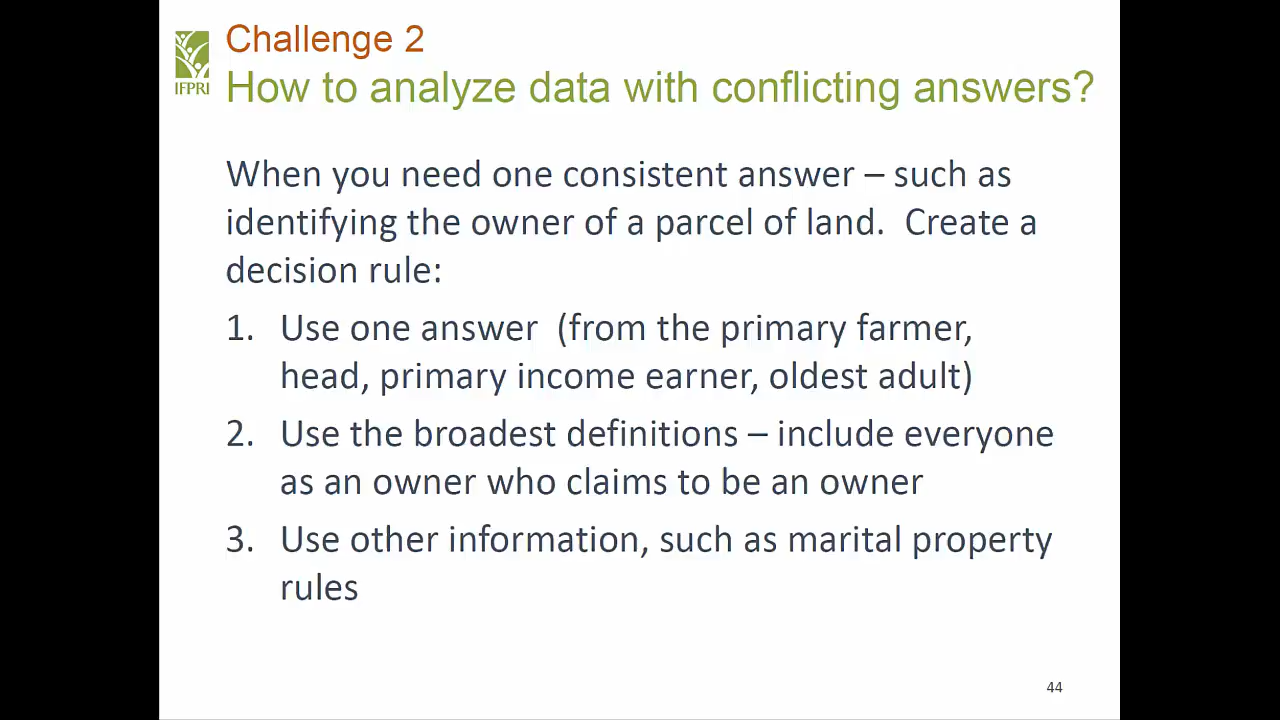 IFPRI
Challenge 2
How to analyze data with conflicting answers?
When you need one consistent answer – such as
identifying the owner of a parcel of land.  Create a
decision rule:
1. Use one answer  (from the primary farmer,
head, primary income earner, oldest adult)
2. Use the broadest definitions – include everyone
as an owner who claims to be an owner
3. Use other information, such as marital property
rules
44